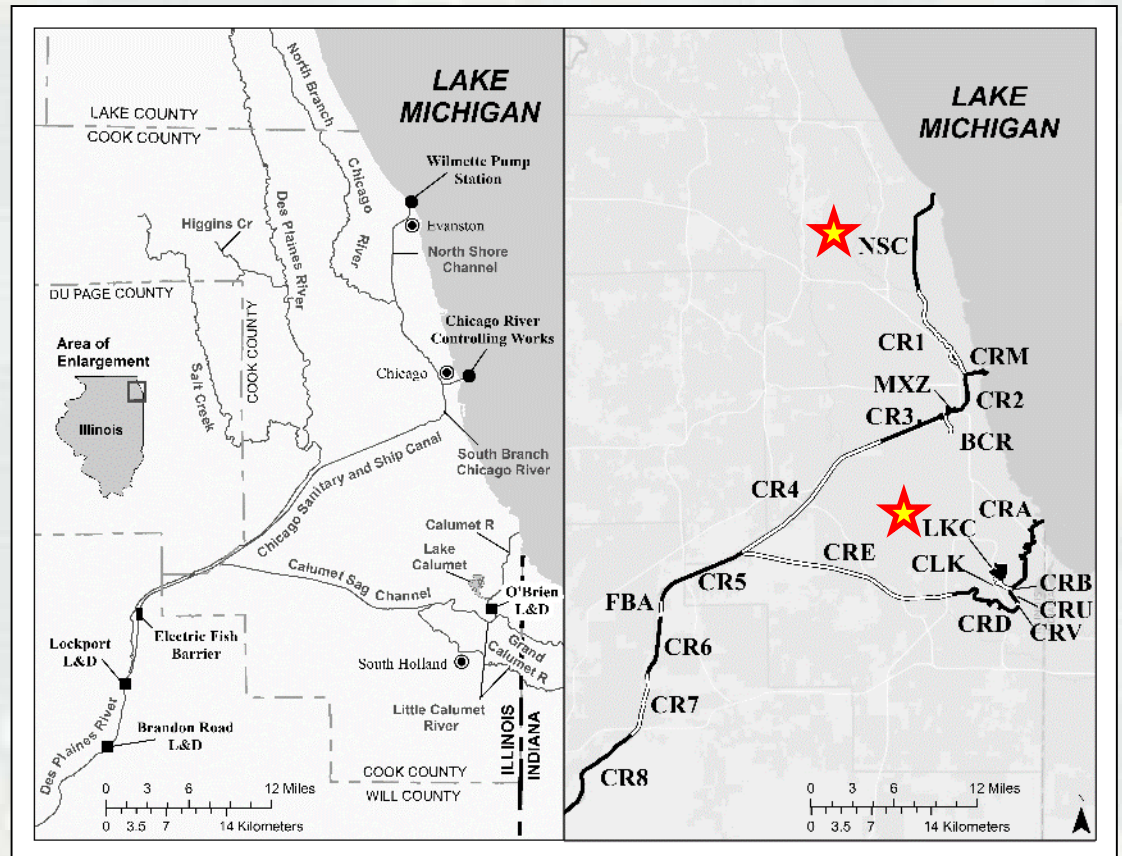 LAKE
MICHIGAN
North Branch
Chicago
River
LAKE COUNTY
COOK COUNTY
Wilmette Pump
Station
Des Plaines River
Higgins Cr
Evanston
North Shore
Channel
DU PAGE COUNTY
COOK COUNTY
Chicago River
Controlling Works
Area of
Enlargement
Chicago
Salt Creek
Illinois
South Branch
Chicago River
Chicago Sanitary and Ship Canal
Calumet R
Lake
Calumet
Calumet Sag Channel
O'Brien
L&D
Electric Fish
Barrier
Lockport
L&D
Grand
Calumet R
South Holland
Little Calumet
River
Des Plaines River
Brandon Road
L&D
ILLINOIS
INDIANA
COOK COUNTY
WILL COUNTY
0 3 6 12 Miles
0 3.5 7 14 Kilometers
LAKE
MICHIGAN
NSC
CR1
CRM
MXZ
CR2
CR3
BCR
CR4
CRA
LKC
CRE
CLK
CR5
CRB
FBA
CRU
CRD
CRV
CR6
CR7
CR8
0 3 6 12 Miles
0 3.5 7 14 Kilometers